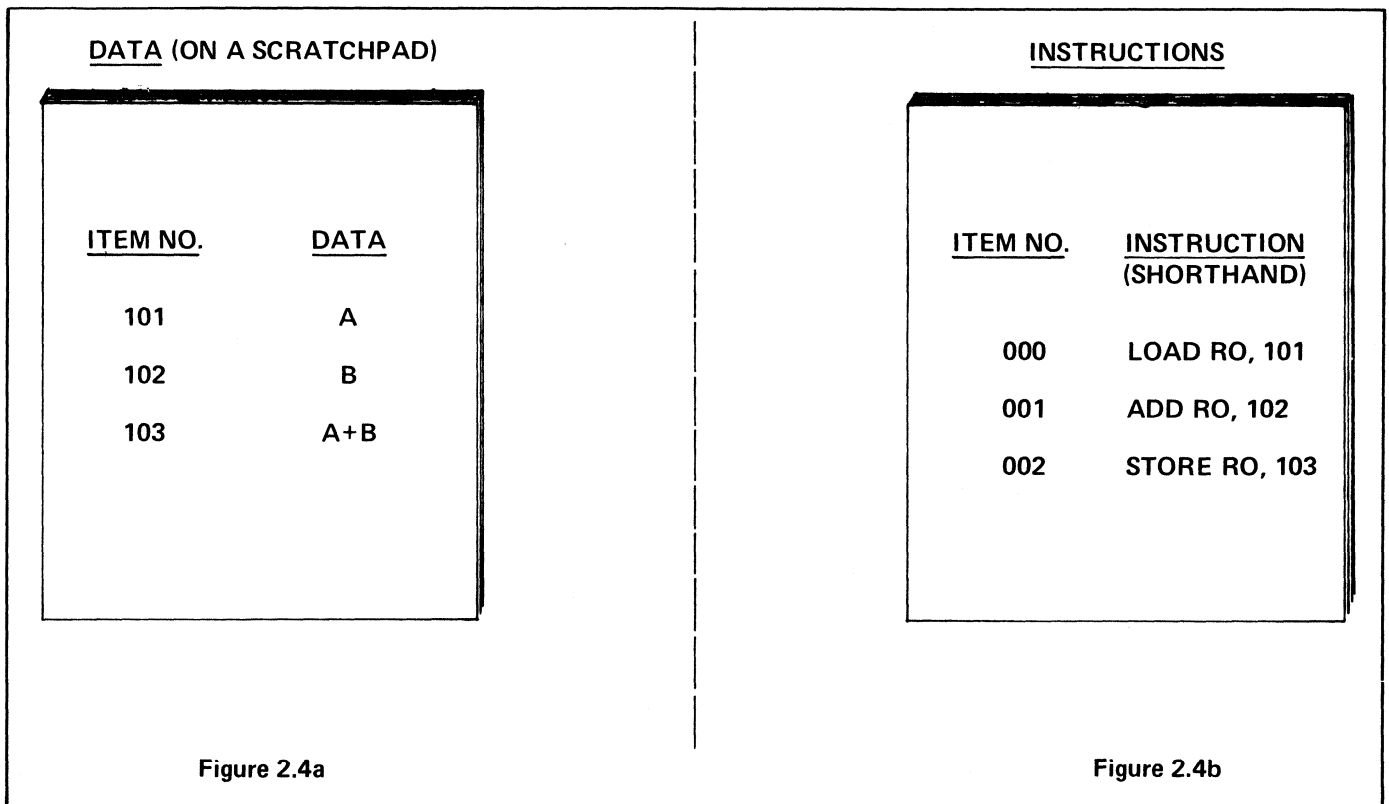 DATA (ON A SCRATCHPAD)
ITEM NO. DATA
101 A
102 B
103 A+B
Figure 2.4a
INSTRUCTIONS
ITEM NO. INSTRUCTION
(SHORTHAND)
000 LOAD RO, 101
001 ADD RO, 102
002 STORE RO, 103
Figure 2.4b